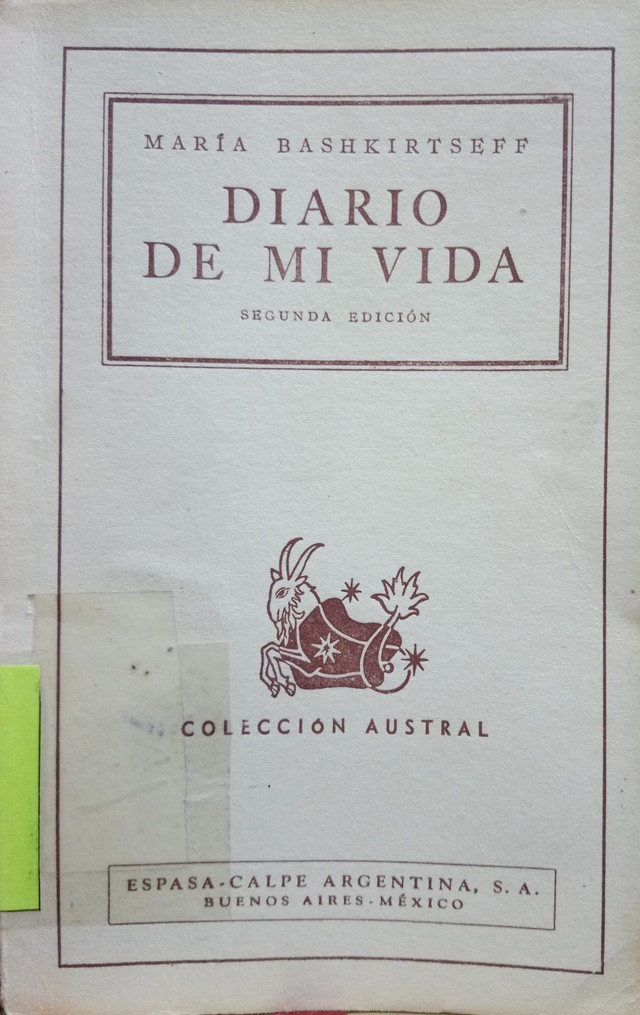 MARÍA BASHKIRTSEFF
DIARIO
DE MI VIDA
SEGUNDA EDICIÓN
COLECCIÓN AUSTRAL
ESPASA-CALPE ARGENTINA, S. A.
BUENOS AIRES-MÉXICO